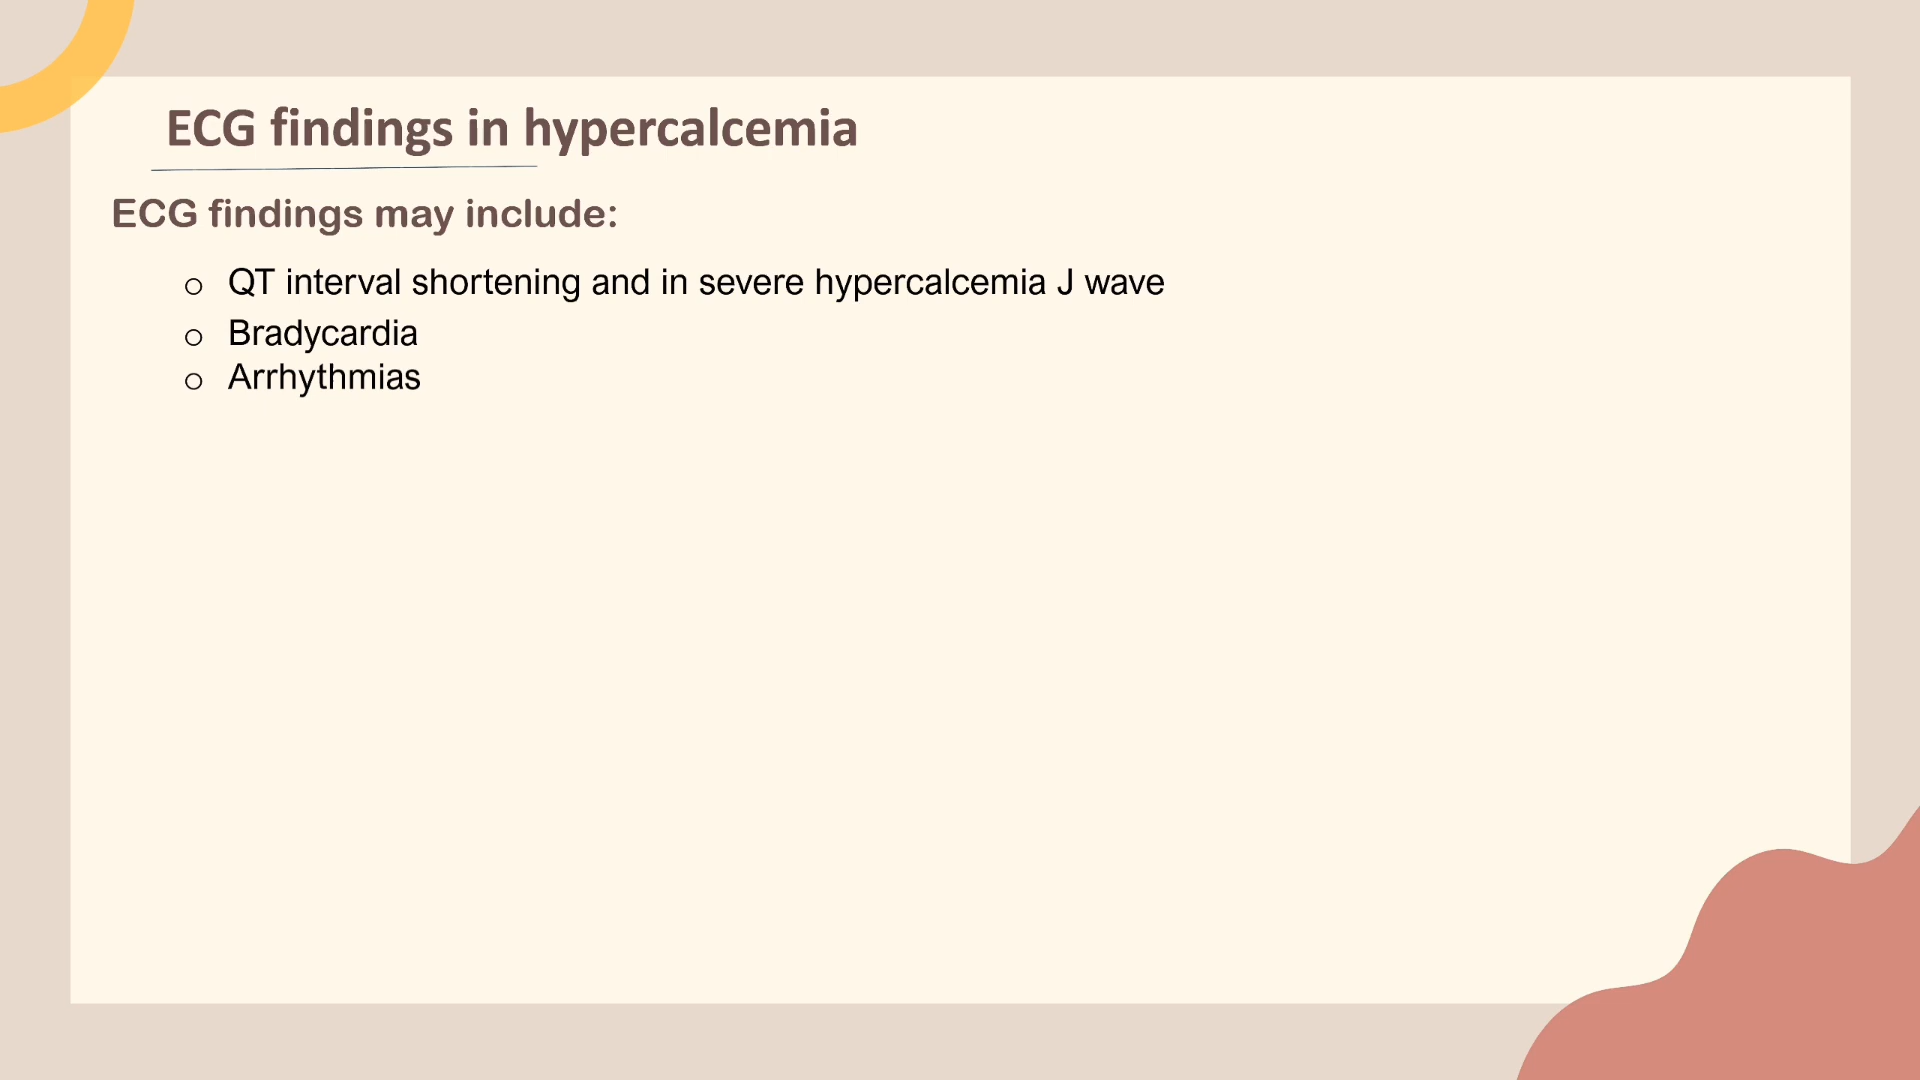 ECG findings in hypercalcemia
ECG findings may include:
o QT interval shortening and in severe hypercalcemia J wave
o Bradycardia
o Arrhythmias